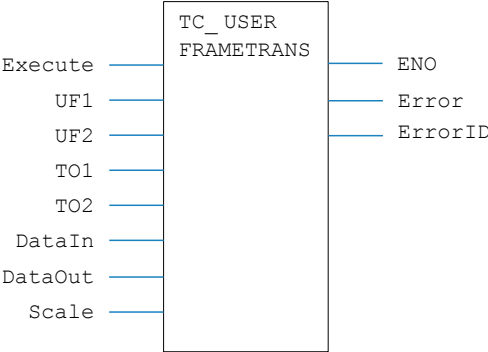 TC_USER
FRAMETRANS
Execute
ENO
UF1
Error
UF2
ErrorID
TO1
TO2
DataIn
DataOut
Scale